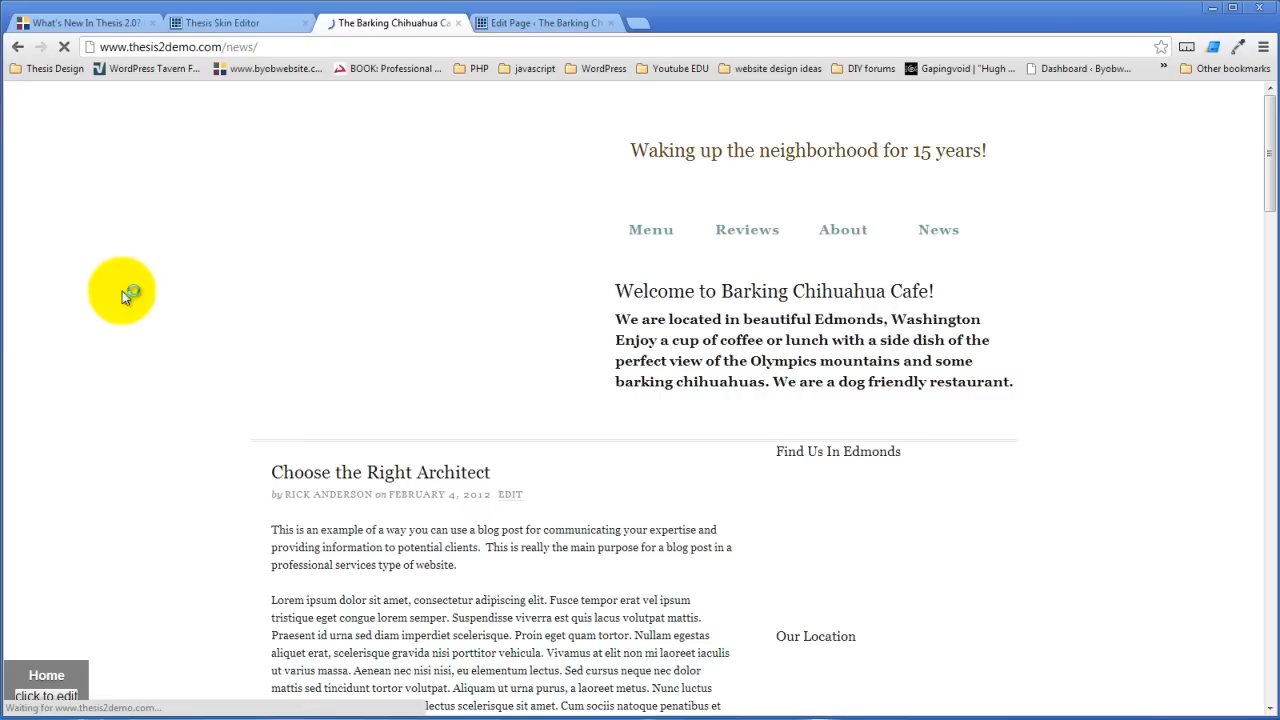 What's New In Thesis 2.0?
Thesis Skin Editor
The Barking Chihuahua Ca
Edit Page ‹ The Barking Ch
www.thesis2demo.com/news/
Thesis Design
WordPress Tavern F...
www.byobwebsite.c...
BOOK: Professional ...
PHP
javascript
WordPress
Youtube EDU
website design ideas
DIY forums
Gapingvoid | "Hugh ...
Dashboard ‹ Byobw...
»
Other bookmarks
Waking up the neighborhood for 15 years!
Menu Reviews About News
Welcome to Barking Chihuahua Cafe!
We are located in beautiful Edmonds, Washington
Enjoy a cup of coffee or lunch with a side dish of the
perfect view of the Olympics mountains and some
barking chihuahuas. We are a dog friendly restaurant.
Choose the Right Architect
by RICK ANDERSON on FEBRUARY 4, 2012 EDIT
This is an example of a way you can use a blog post for communicating your expertise and
providing information to potential clients. This is really the main purpose for a blog post in a
professional services type of website.
Lorem ipsum dolor sit amet, consectetur adipiscing elit. Fusce tempor erat vel ipsum
tristique eget congue lorem semper. Suspendisse viverra est quis lacus volutpat mattis.
Praesent id urna sed diam imperdiet scelerisque. Proin eget quam tortor. Nullam egestas
aliquet erat, scelerisque gravida nisi porttitor vehicula. Vivamus at elit non mi laoreet iaculis
ut varius massa. Aenean nec nisi nisi, eu elementum lectus. Sed cursus neque nec dolor
mattis sed tincidunt tortor volutpat. Aliquam ut urna purus, a laoreet metus. Nunc luctus
lectus scelerisque. Cum sociis natoque penatibus et
Find Us In Edmonds
Our Location
Home
click to edit
Waiting for www.thesis2demo.com...